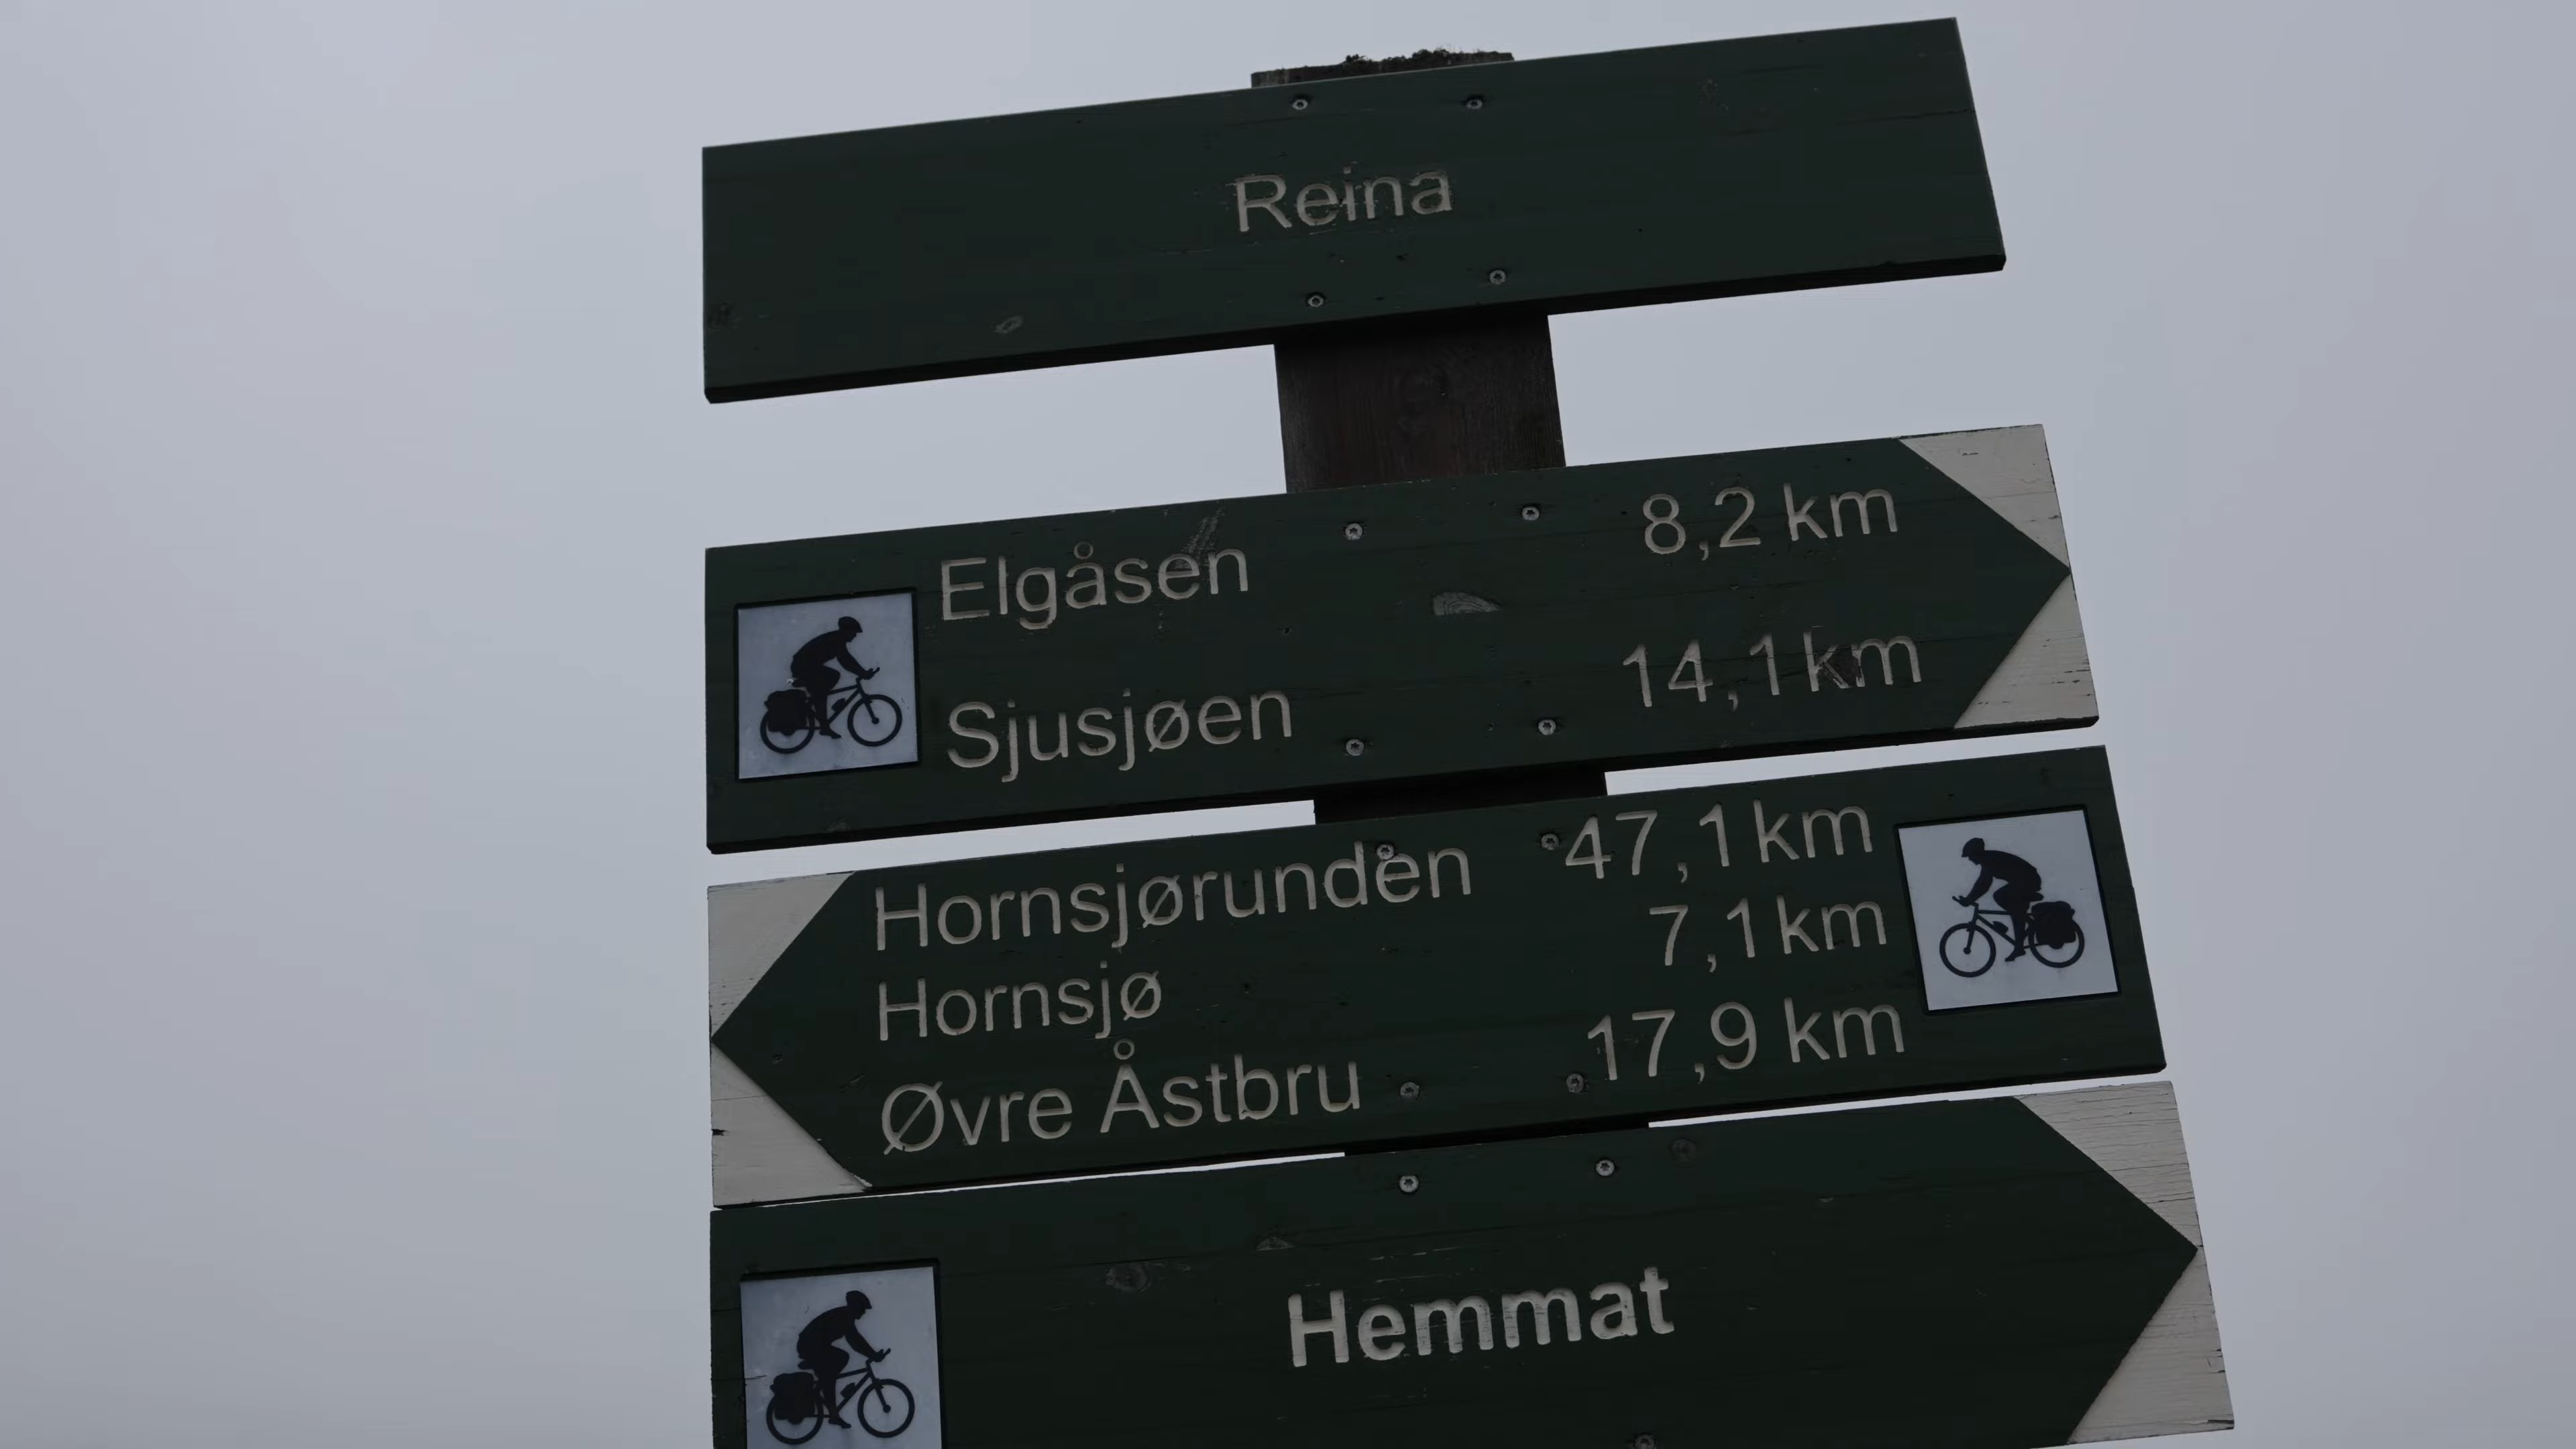 Reina
Elgåsen 8,2 km
Sjusjøen 14,1 km
Hornsjørunden 47,1 km
Hornsjø 7,1 km
Øvre Åstbru 17,9 km
Hemmat